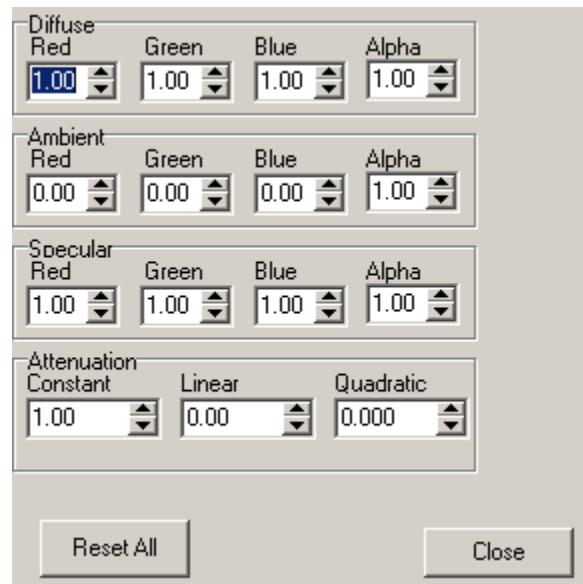 Diffuse
Red Green Blue Alpha
1.00 1.00 1.00 1.00
Ambient
Red Green Blue Alpha
0.00 0.00 0.00 1.00
Specular
Red Green Blue Alpha
1.00 1.00 1.00 1.00
Attenuation
Constant Linear Quadratic
1.00 0.00 0.000
Reset All Close